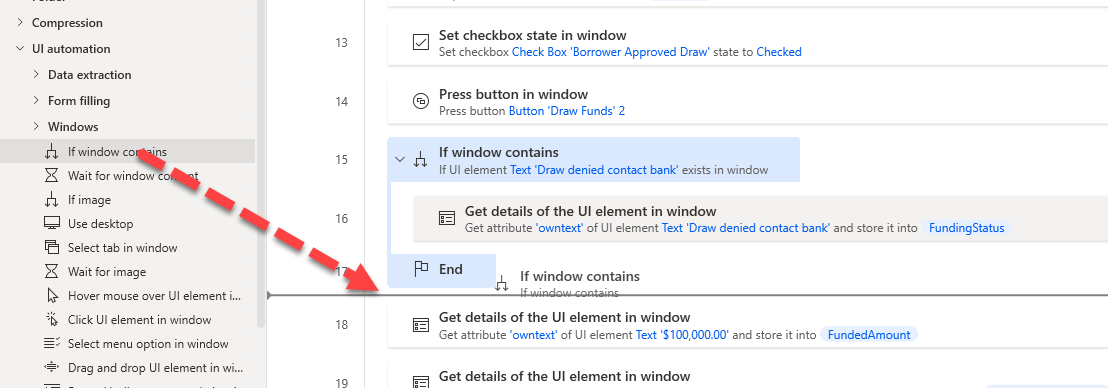 Compression
UI automation
Data extraction
Form filling
Windows
If window contains
Wait for window content
If image
Use desktop
Select tab in window
Wait for image
Hover mouse over UI element i...
Click UI element in window
Select menu option in window
Drag and drop UI element in wi...
13
Set checkbox state in window
Set checkbox Check Box 'Borrower Approved Draw' state to Checked
14
Press button in window
Press button Button 'Draw Funds' 2
15
If window contains
If UI element Text 'Draw denied contact bank' exists in window
16
Get details of the UI element in window
Get attribute 'owntext' of UI element Text 'Draw denied contact bank' and store it into FundingStatus
17
End
If window contains
If window contains
18
Get details of the UI element in window
Get attribute 'owntext' of UI element Text '$100,000.00' and store it into FundedAmount
19
Get details of the UI element in window